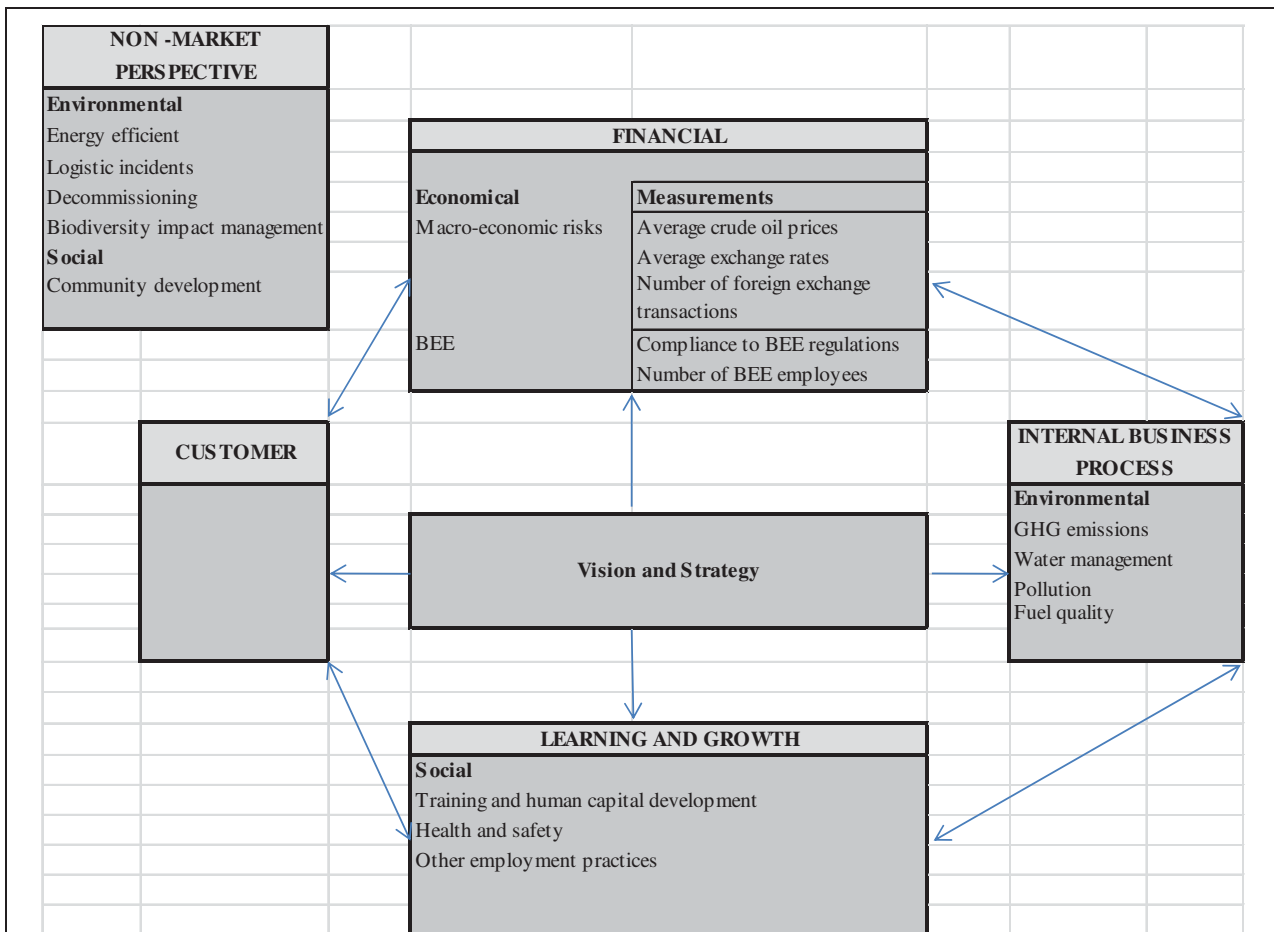 NON -MARKET
PERSPECTIVE
Environmental
Energy efficient
Logistic incidents
Decommissioning
Biodiversity impact management
Social
Community development
FINANCIAL
Economical
Measurements
Macro-economic risks
Average crude oil prices
Average exchange rates
Number of foreign exchange
transactions
BEE
Compliance to BEE regulations
Number of BEE employees
CUSTOMER
INTERNAL BUSINESS
PROCESS
Environmental
GHG emissions
Water management
Pollution
Fuel quality
Vision and Strategy
LEARNING AND GROWTH
Social
Training and human capital development
Health and safety
Other employment practices